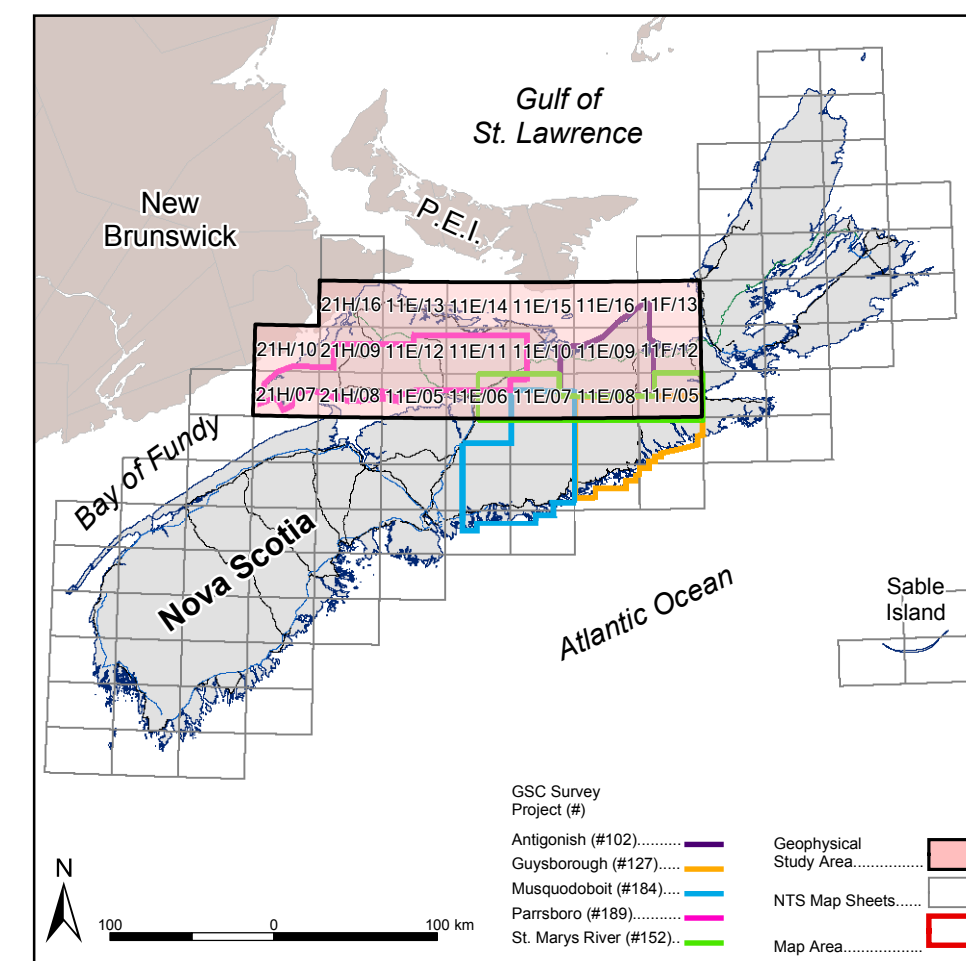 Gulf of
St. Lawrence
New
Brunswick
P.E.I.
21H/16 11E/13 11E/14 11E/15 11E/16 11F/13
21H/10 21H/09 11E/12 11E/11 11E/10 11E/09 11F/12
21H/07 21H/08 11E/05 11E/06 11E/07 11E/08 11F/05
Bay of Fundy
Nova Scotia
Atlantic Ocean
Sable
Island
GSC Survey
Project (#)
Antigonish (#102).........
Guysborough (#127)....
Musquodoboit (#184)...
Parrsboro (#189)...........
St. Marys River (#152)..
Geophysical
Study Area................
NTS Map Sheets......
Map Area..................
N
100 0 100 km